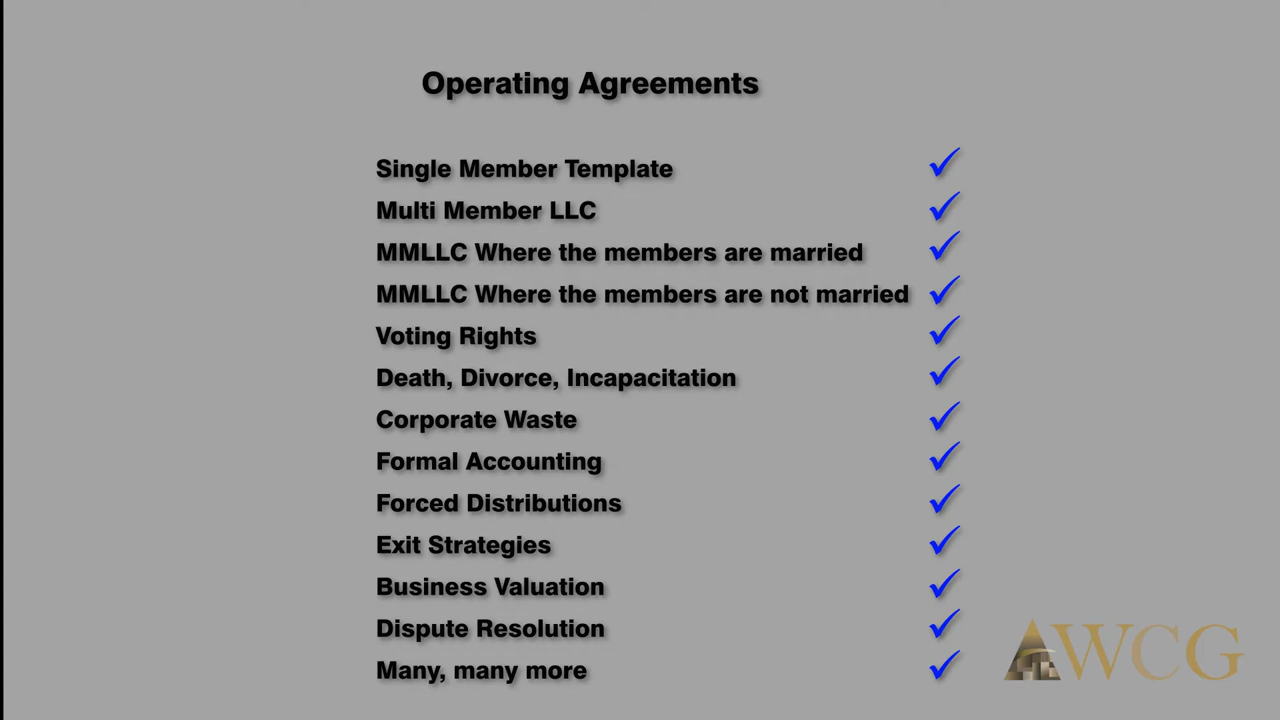 Operating Agreements
Single Member Template ✓
Multi Member LLC ✓
MMLLC Where the members are married ✓
MMLLC Where the members are not married ✓
Voting Rights ✓
Death, Divorce, Incapacitation ✓
Corporate Waste ✓
Formal Accounting ✓
Forced Distributions ✓
Exit Strategies ✓
Business Valuation ✓
Dispute Resolution ✓
Many, many more ✓
WCG